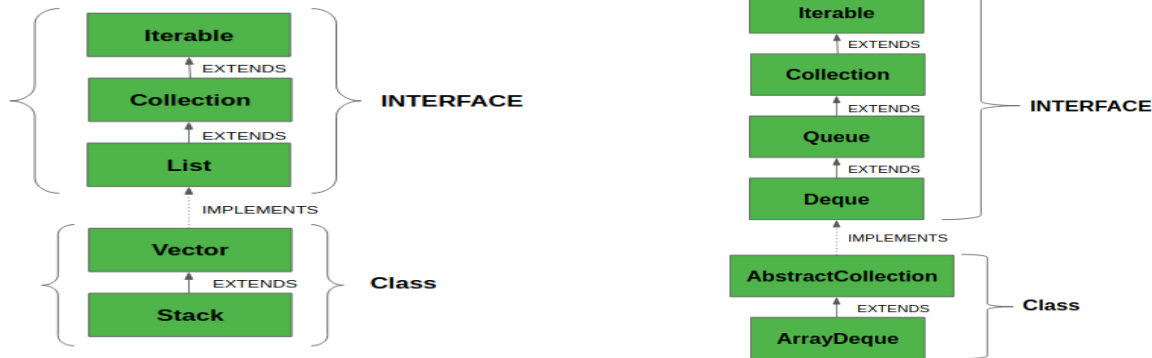 Iterable
EXTENDS
Collection
INTERFACE
EXTENDS
List
IMPLEMENTS
Vector
EXTENDS
Class
Stack
Iterable
EXTENDS
Collection
EXTENDS
INTERFACE
Queue
EXTENDS
Deque
IMPLEMENTS
AbstractCollection
EXTENDS
Class
ArrayDeque